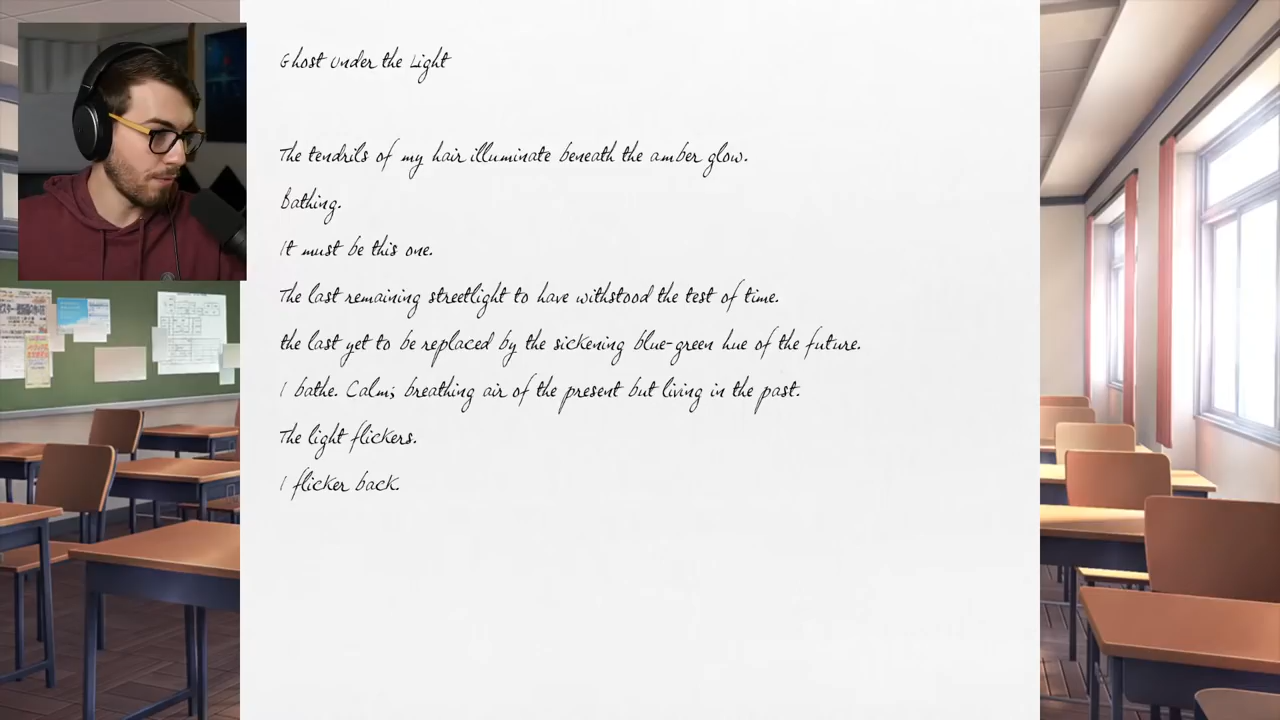 Ghost Under the Light
The tendrils of my hair illuminate beneath the amber glow.
Bathing.
It must be this one.
The last remaining streetlight to have withstood the test of time.
the last yet to be replaced by the sickening blue-green hue of the future.
I bathe. Calm; breathing air of the present but living in the past.
The light flickers.
I flicker back.